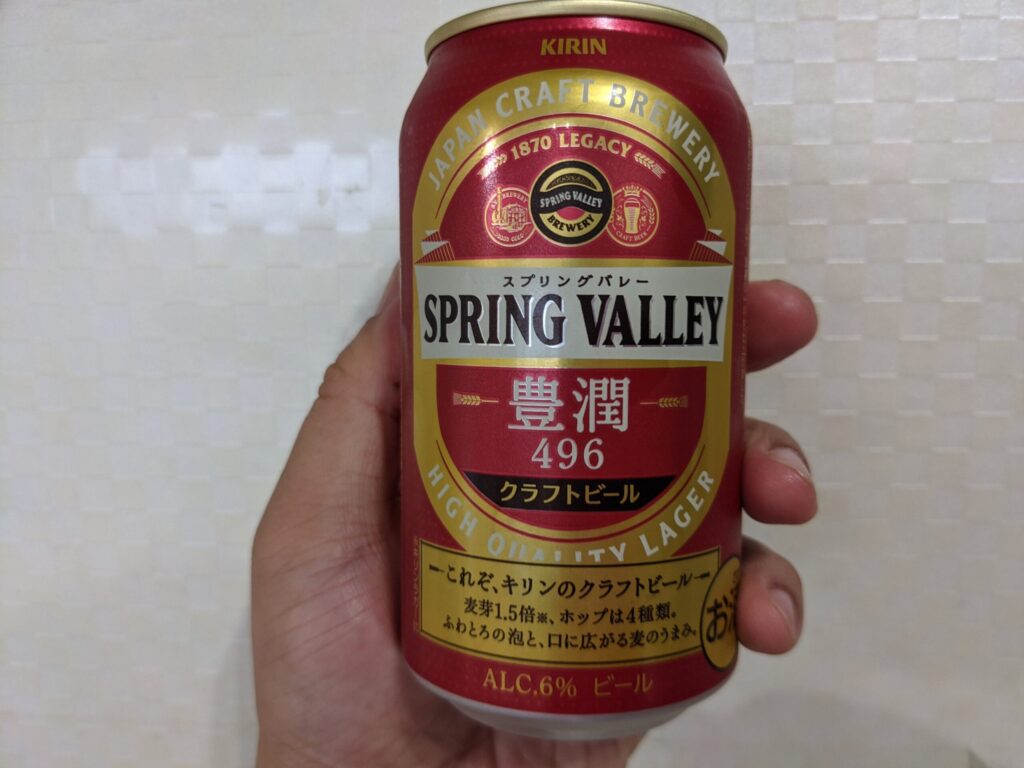 KIRIN
JAPAN CRAFT BREWERY
1870 LEGACY
SPRING VALLEY
BREWERY
CRAFT BEER
スプリングバレー
SPRING VALLEY
豊潤
496
クラフトビール
HIGH QUALITY LAGER
これぞ、キリンのクラフトビール
麦芽1.5倍※、ホップは4種類。
ふわとろの泡と、口に広がる麦のうまみ。
お酒
ALC.6% ビール